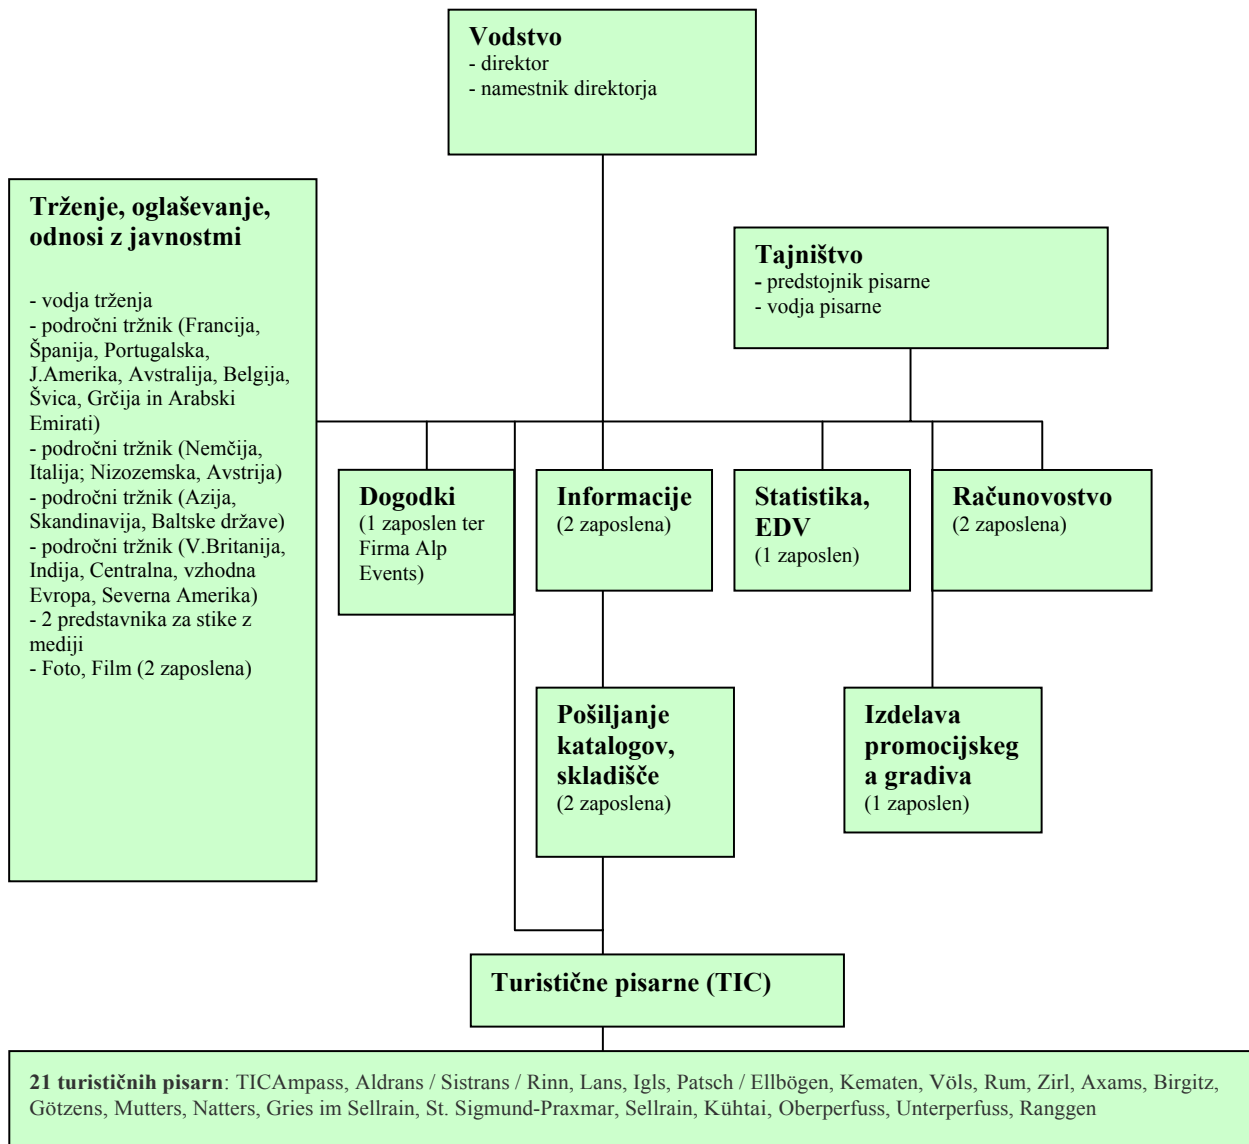 Vodstvo
- direktor
- namestnik direktorja
Trženje, oglaševanje,
odnosi z javnostmi
- vodja trženja
- področni tržnik (Francija,
Španija, Portugalska,
J.Amerika, Avstralija, Belgija,
Švica, Grčija in Arabski
Emirati)
- področni tržnik (Nemčija,
Italija; Nizozemska, Avstrija)
- področni tržnik (Azija,
Skandinavija, Baltske države)
- področni tržnik (V.Britanija,
Indija, Centralna, vzhodna
Evropa, Severna Amerika)
- 2 predstavnika za stike z
mediji
- Foto, Film (2 zaposlena)
Tajništvo
- predstojnik pisarne
- vodja pisarne
Dogodki
(1 zaposlen ter
Firma Alp
Events)
Informacije
(2 zaposlena)
Statistika,
EDV
(1 zaposlen)
Računovostvo
(2 zaposlena)
Pošiljanje
katalogov,
skladišče
(2 zaposlena)
Izdelava
promocijskeg
a gradiva
(1 zaposlen)
Turistične pisarne (TIC)
21 turističnih pisarn: TICAmpass, Aldrans / Sistrans / Rinn, Lans, Igls, Patsch / Ellbögen, Kematen, Völs, Rum, Zirl, Axams, Birgitz,
Götzens, Mutters, Natters, Gries im Sellrain, St. Sigmund-Praxmar, Sellrain, Kühtai, Oberperfuss, Unterperfuss, Ranggen